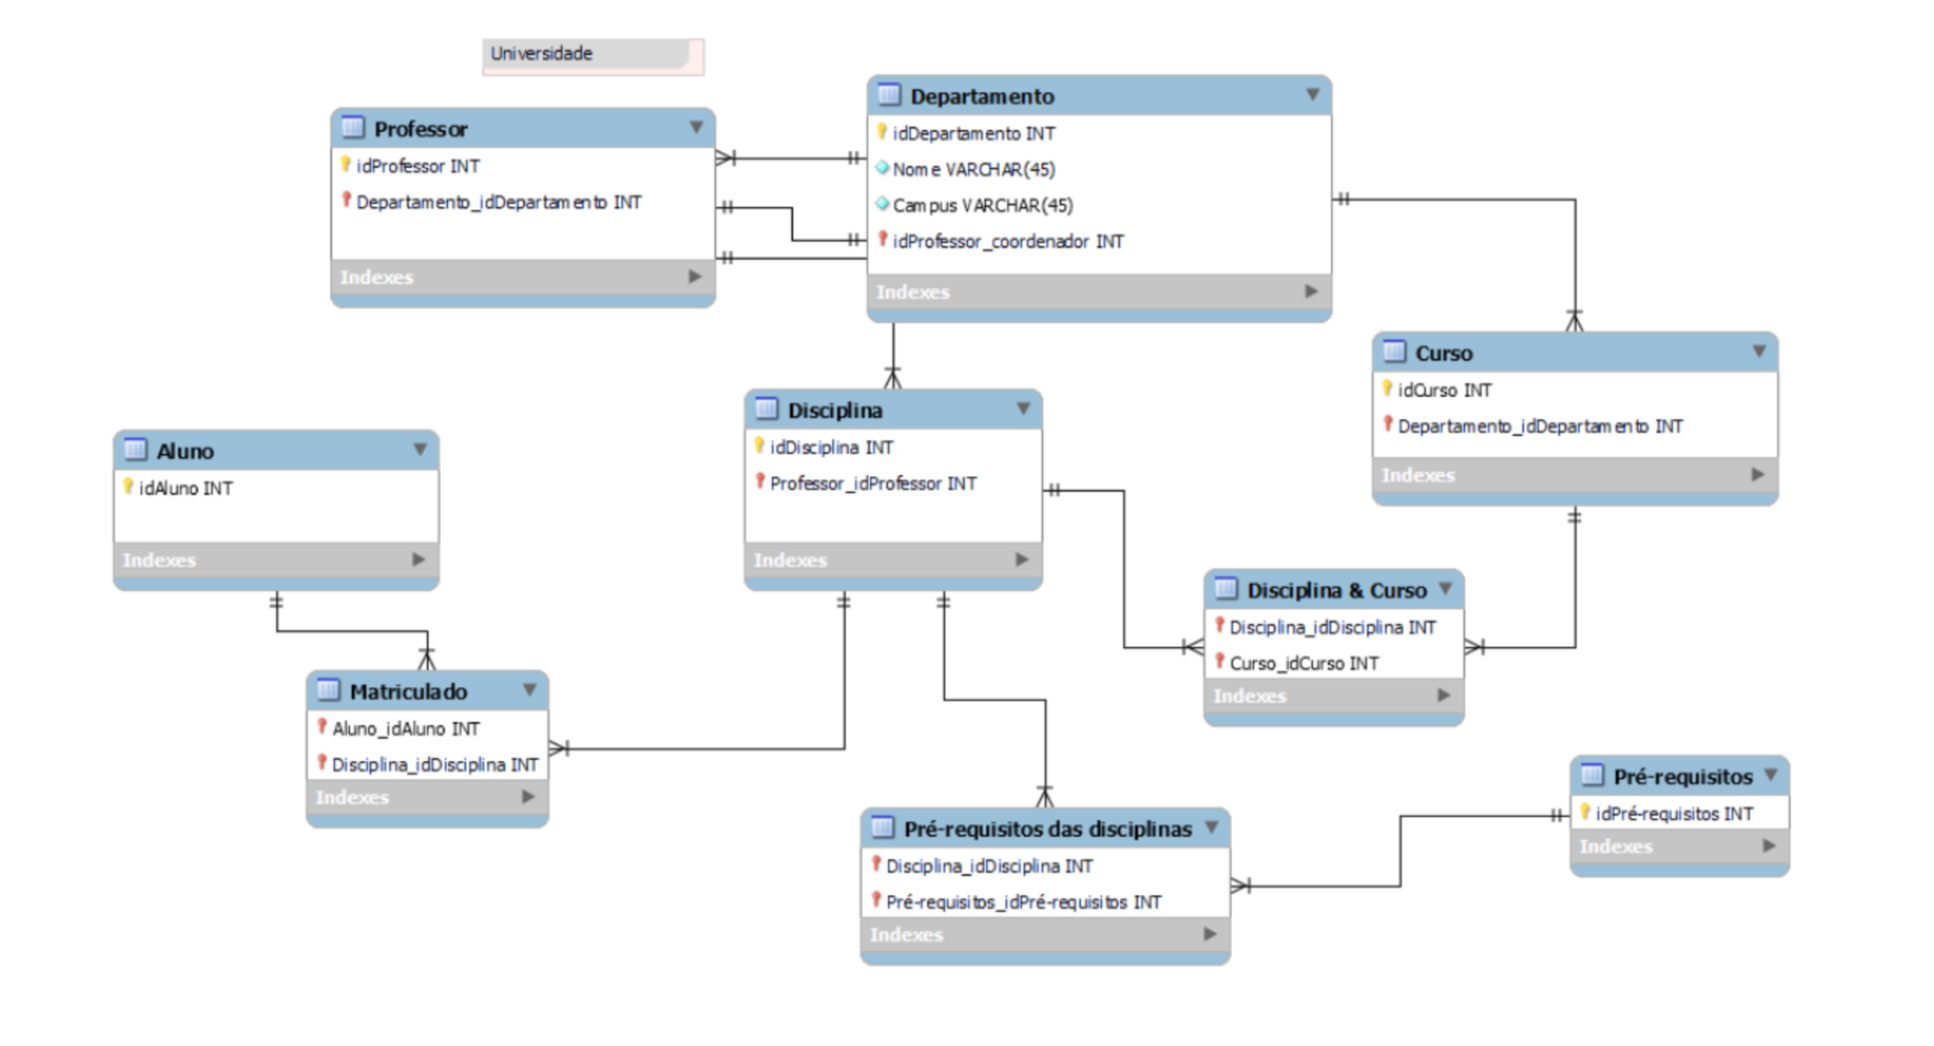 Universidade
Professor
idProfessor INT
Departamento_idDepartamento INT
Indexes
Departamento
idDepartamento INT
Nome VARCHAR(45)
Campus VARCHAR(45)
idProfessor_coordenador INT
Indexes
Curso
idCurso INT
Departamento_idDepartamento INT
Indexes
Disciplina
idDisciplina INT
Professor_idProfessor INT
Indexes
Aluno
idAluno INT
Indexes
Disciplina & Curso
Disciplina_idDisciplina INT
Curso_idCurso INT
Indexes
Matriculado
Aluno_idAluno INT
Disciplina_idDisciplina INT
Indexes
Pré-requisitos
idPré-requisitos INT
Indexes
Pré-requisitos das disciplinas
Disciplina_idDisciplina INT
Pré-requisitos_idPré-requisitos INT
Indexes